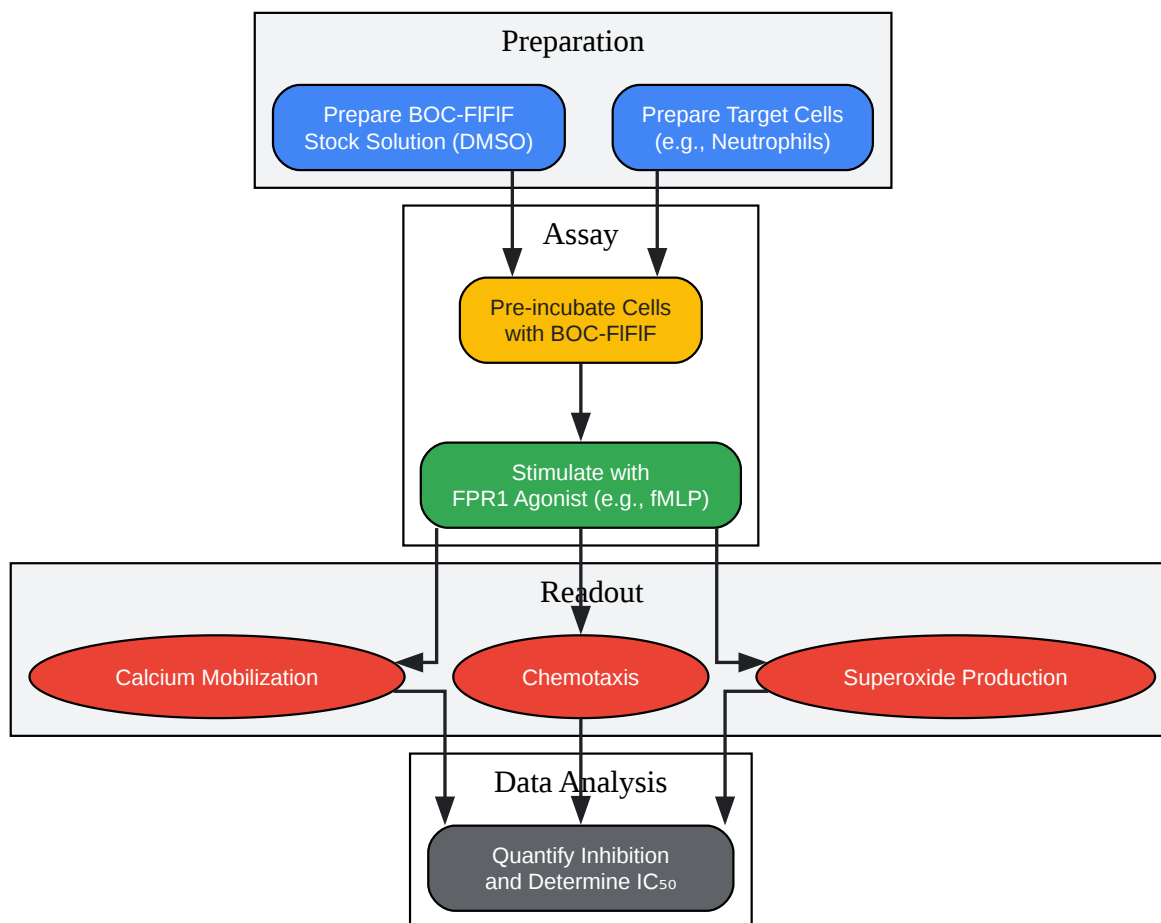 Preparation
Prepare BOC-FlFlF
Stock Solution (DMSO)
Prepare Target Cells
(e.g., Neutrophils)
Assay
Pre-incubate Cells
with BOC-FlFlF
Stimulate with
FPR1 Agonist (e.g., fMLP)
Readout
Calcium Mobilization
Chemotaxis
Superoxide Production
Data Analysis
Quantify Inhibition
and Determine IC₅₀